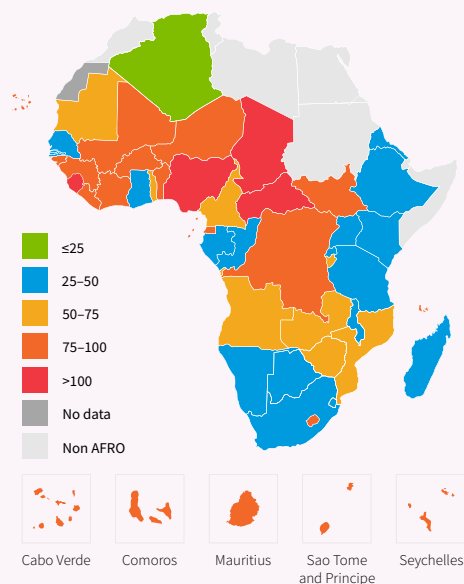 ≤25
25–50
50–75
75–100
>100
No data
Non AFRO
Cabo Verde
Comoros
Mauritius
Sao Tome
and Principe
Seychelles